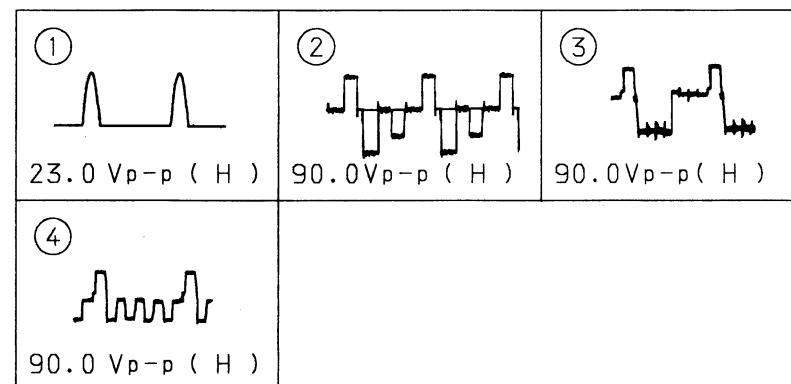 ① ② ③
23.0 Vp-p ( H ) 90.0Vp-p ( H ) 90.0Vp-p( H )
④
90.0 Vp-p ( H )